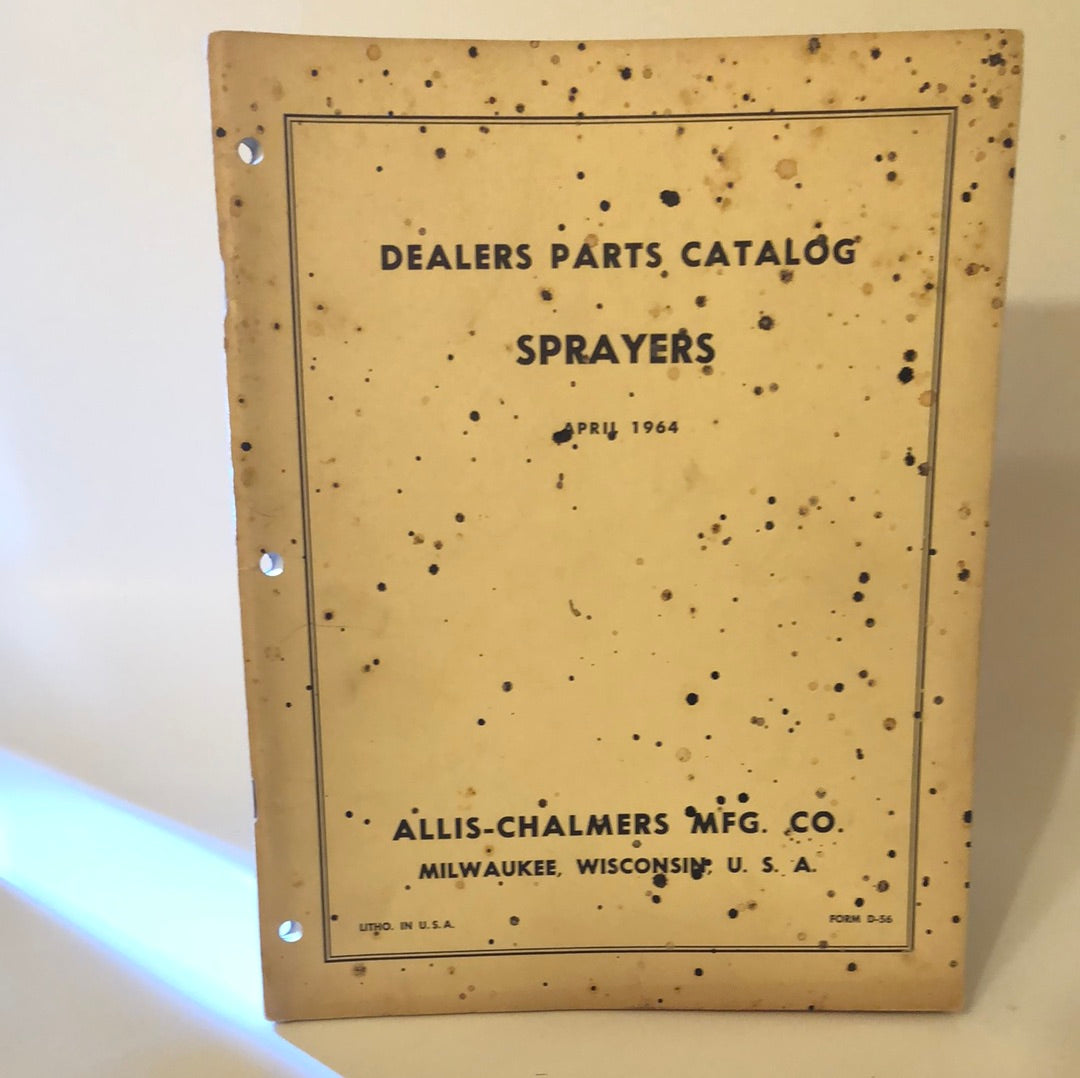 DEALERS PARTS CATALOG
SPRAYERS
APRIL 1964
ALLIS-CHALMERS MFG. CO.
MILWAUKEE, WISCONSIN, U. S. A.
LITHO. IN U.S.A.
FORM D-56